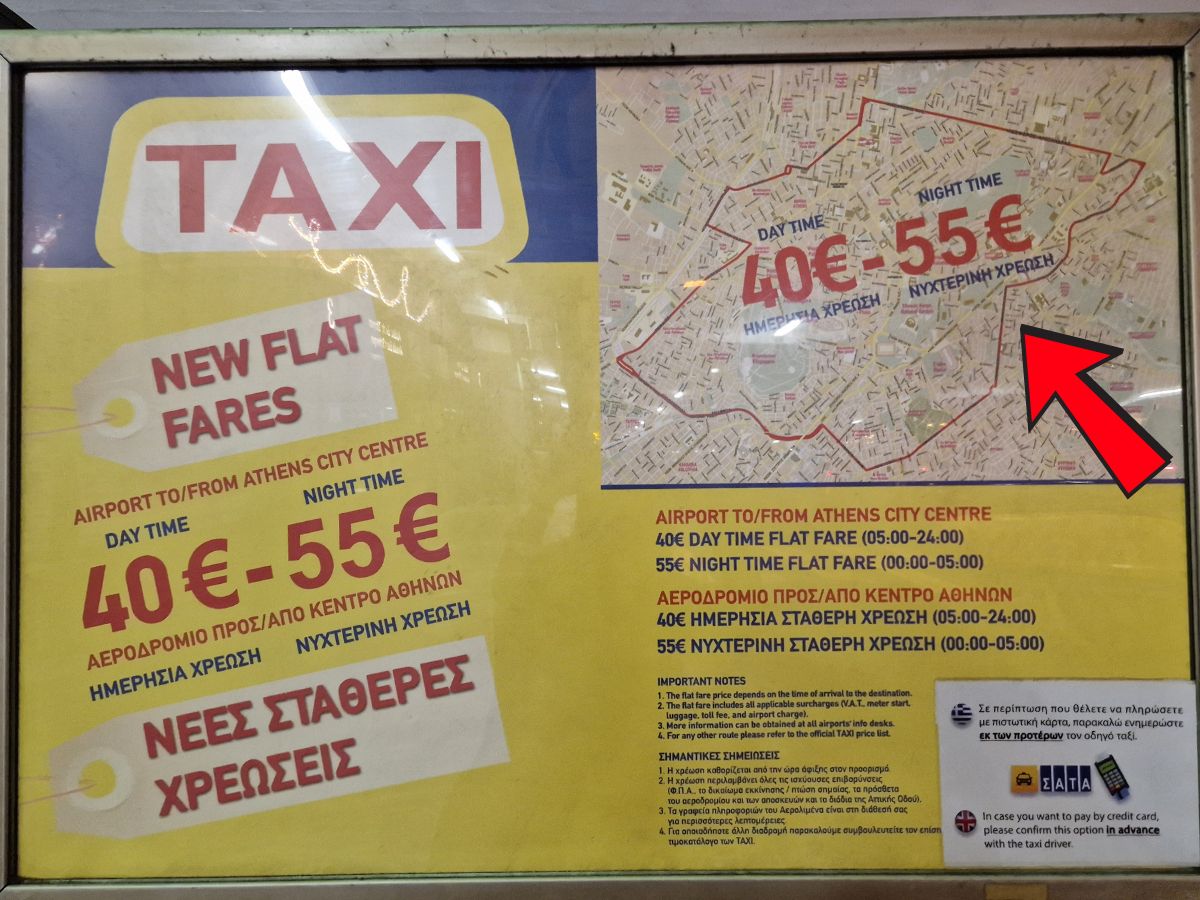 TAXI
NEW FLAT
FARES
AIRPORT TO/FROM ATHENS CITY CENTRE
DAY TIME
NIGHT TIME
40€ - 55€
ΑΕΡΟΔΡΟΜΙΟ ΠΡΟΣ/ΑΠΟ ΚΕΝΤΡΟ ΑΘΗΝΩΝ
ΗΜΕΡΗΣΙΑ ΧΡΕΩΣΗ
ΝΥΧΤΕΡΙΝΗ ΧΡΕΩΣΗ
ΝΕΕΣ ΣΤΑΘΕΡΕΣ
ΧΡΕΩΣΕΙΣ
DAY TIME
NIGHT TIME
40€ - 55€
ΗΜΕΡΗΣΙΑ ΧΡΕΩΣΗ
ΝΥΧΤΕΡΙΝΗ ΧΡΕΩΣΗ
AIRPORT TO/FROM ATHENS CITY CENTRE
40€ DAY TIME FLAT FARE (05:00-24:00)
55€ NIGHT TIME FLAT FARE (00:00-05:00)
ΑΕΡΟΔΡΟΜΙΟ ΠΡΟΣ/ΑΠΟ ΚΕΝΤΡΟ ΑΘΗΝΩΝ
40€ ΗΜΕΡΗΣΙΑ ΣΤΑΘΕΡΗ ΧΡΕΩΣΗ (05:00-24:00)
55€ ΝΥΧΤΕΡΙΝΗ ΣΤΑΘΕΡΗ ΧΡΕΩΣΗ (00:00-05:00)
IMPORTANT NOTES
1. The flat fare price depends on the time of arrival to the destination.
2. The flat fare includes all applicable surcharges (V.A.T., meter start,
luggage, toll fee, and airport charge).
3. More information can be obtained at all airports' info desks.
4. For any other route please refer to the official TAXI price list.
ΣΗΜΑΝΤΙΚΕΣ ΣΗΜΕΙΩΣΕΙΣ
1. Η χρέωση καθορίζεται από την ώρα άφιξης στον προορισμό.
2. Η χρέωση περιλαμβάνει όλες τις ισχύουσες επιβαρύνσεις
(Φ.Π.Α., το δικαίωμα εκκίνησης / πτώση σημαίας, τα πρόσθετα
του αεροδρομίου και των αποσκευών και τα διόδια της Αττικής Οδού).
3. Τα γραφεία πληροφοριών του Αερολιμένα είναι στη διάθεσή σας
για περισσότερες λεπτομέρειες.
4. Για οποιαδήποτε άλλη διαδρομή παρακαλούμε συμβουλευτείτε τον
τιμοκατάλογο των ΤΑΧΙ.
Σε περίπτωση που θέλετε να πληρώσετε
με πιστωτική κάρτα, παρακαλώ ενημερώστε
εκ των προτέρων τον οδηγό ταξί.
ΣΑΤΑ
In case you want to pay by credit card,
please confirm this option in advance
with the taxi driver.